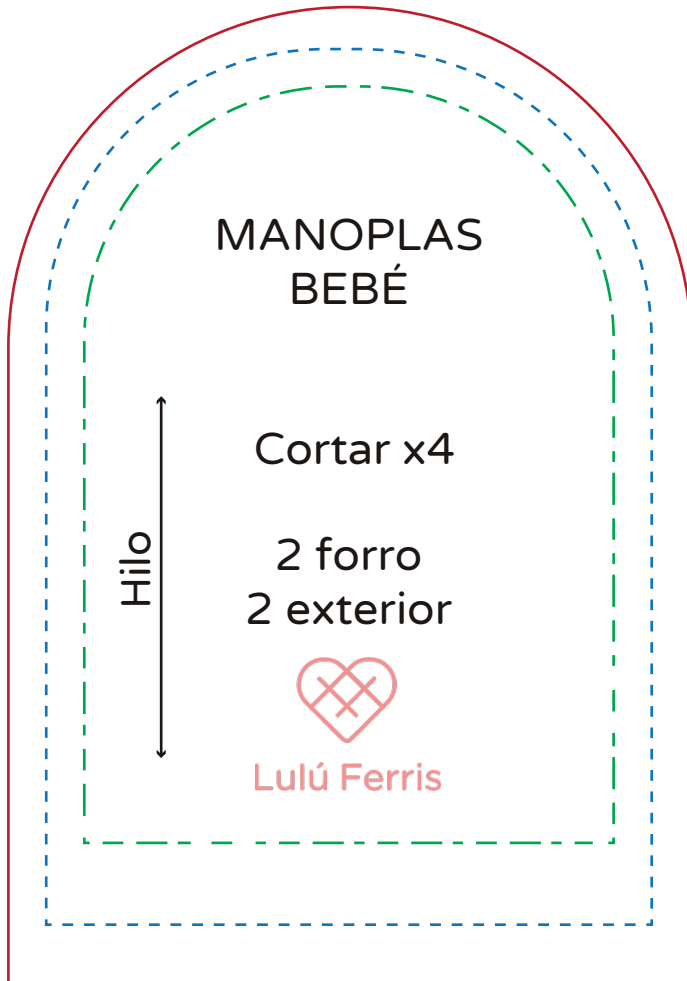 MANOPLAS
BEBÉ
Cortar x4
Hilo
2 forro
2 exterior
Lulú Ferris